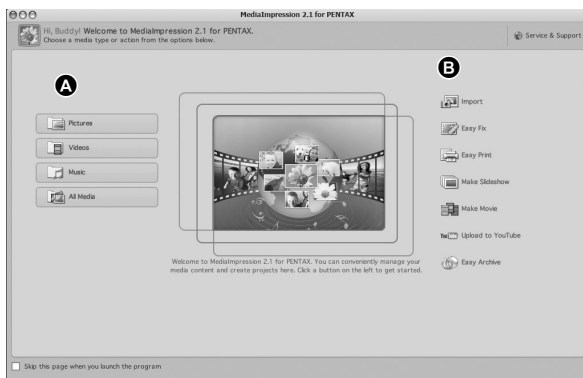 MediaImpression 2.1 for PENTAX
Hi, Buddy! Welcome to MediaImpression 2.1 for PENTAX.
Choose a media type or action from the options below.
Service & Support
A
Pictures
Videos
Music
All Media
B
Import
Easy Fix
Easy Print
Make Slideshow
Make Movie
Upload to YouTube
Easy Archive
Welcome to MediaImpression 2.1 for PENTAX. You can conveniently manage your
media content and create projects here. Click a button on the left to get started.
Skip this page when you launch the program